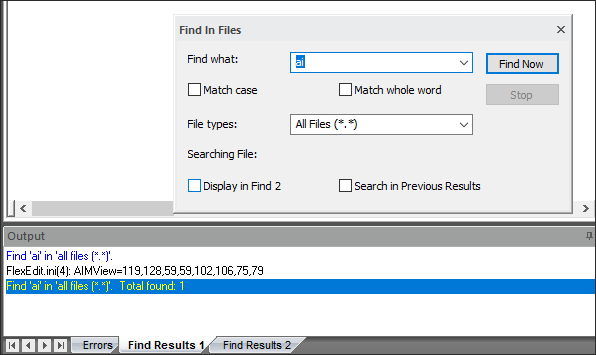 Find In Files
Find what:
ai
Find Now
Match case
Match whole word
Stop
File types:
All Files (*.*)
Searching File:
Display in Find 2
Search in Previous Results
Output
Find 'ai' in 'all files (*.*)'.
FlexEdit.ini(4): AIMView=119,128,59,59,102,106,75,79
Find 'ai' in 'all files (*.*)'.  Total found: 1
Errors
Find Results 1
Find Results 2